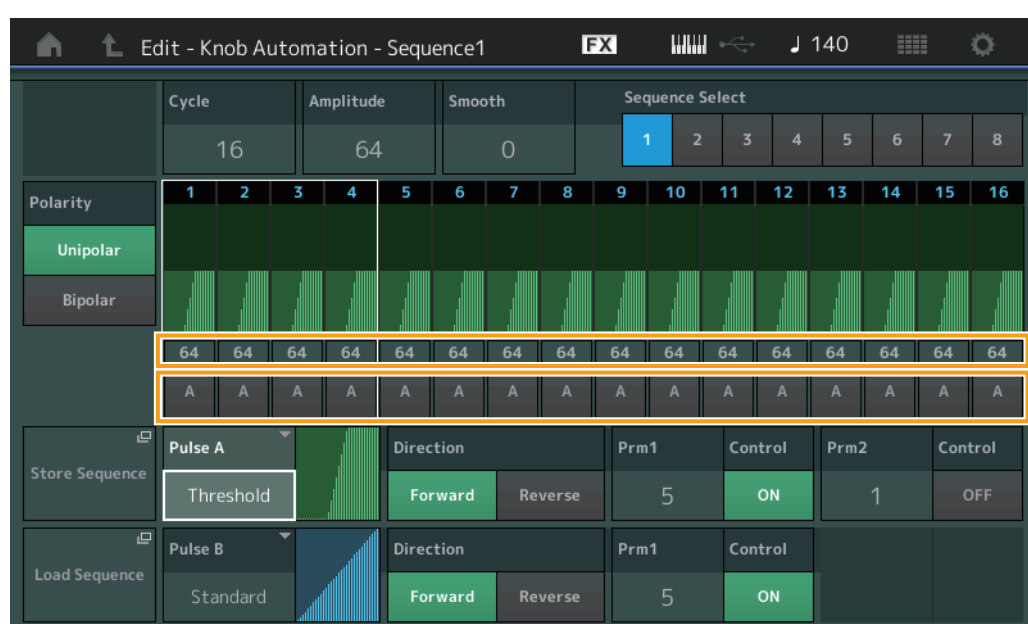 Edit - Knob Automation - Sequence1 FX 140
Cycle Amplitude Smooth Sequence Select
16 64 0 1 2 3 4 5 6 7 8
Polarity 1 2 3 4 5 6 7 8 9 10 11 12 13 14 15 16
Unipolar
Bipolar
64 64 64 64 64 64 64 64 64 64 64 64 64 64 64 64
A A A A A A A A A A A A A A A A
Store Sequence Pulse A Direction Prm1 Control Prm2 Control
Threshold Forward Reverse 5 ON 1 OFF
Load Sequence Pulse B Direction Prm1 Control
Standard Forward Reverse 5 ON